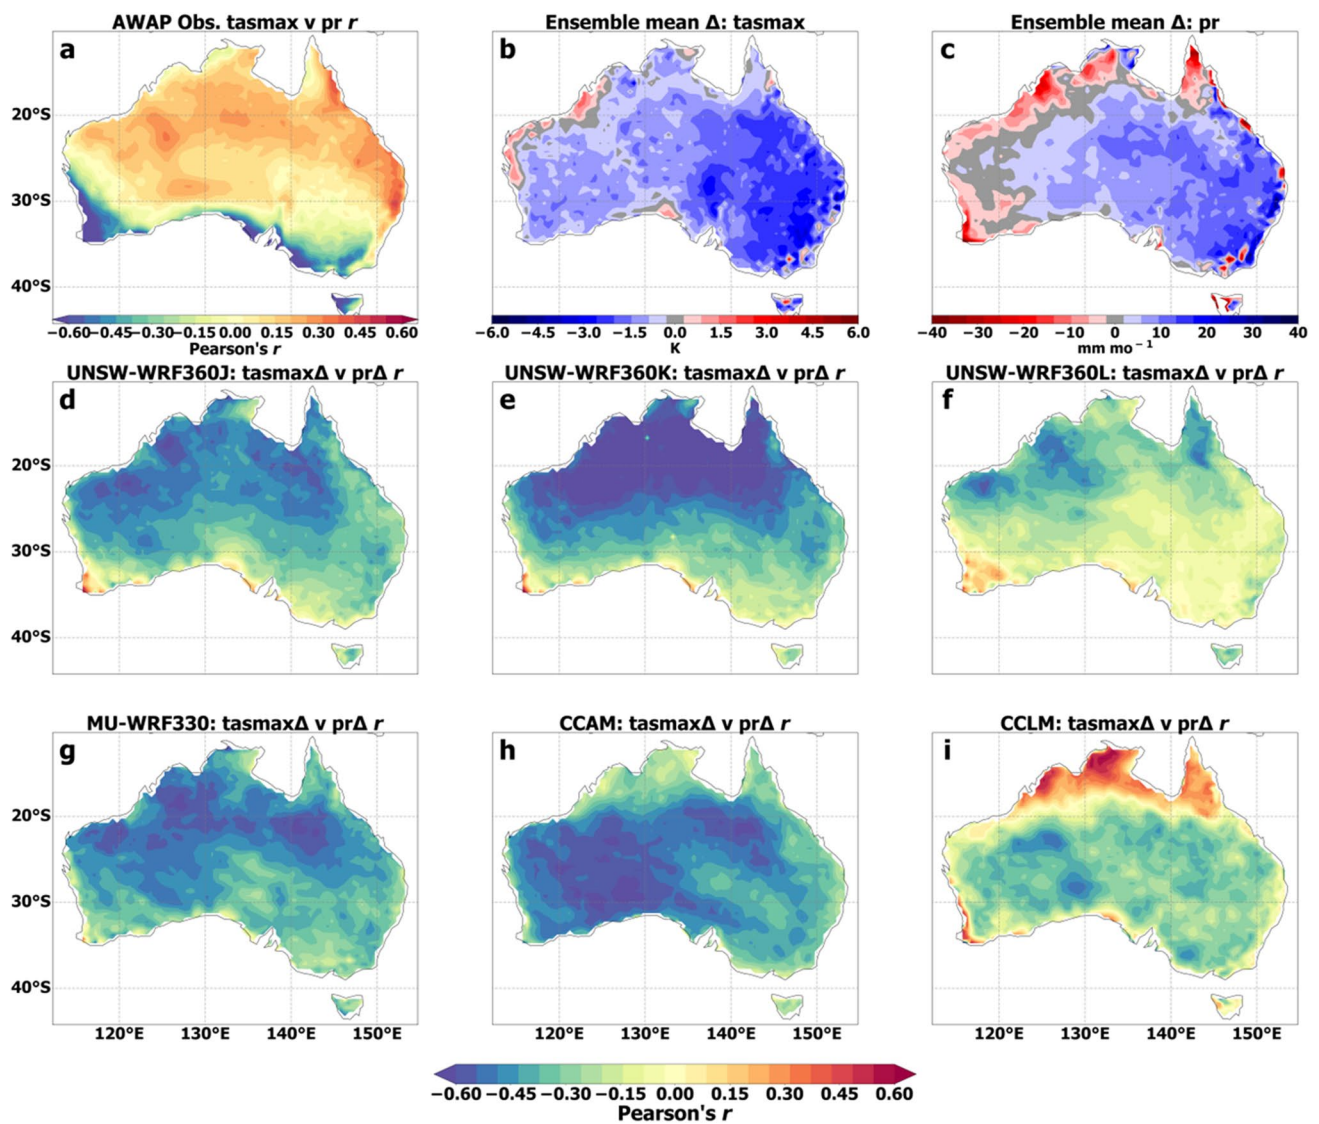 AWAP Obs. tasmax v pr r
Ensemble mean Δ: tasmax
Ensemble mean Δ: pr
a
b
c
20°S
30°S
40°S
−0.60 −0.45 −0.30 −0.15 0.00 0.15 0.30 0.45 0.60
Pearson's r
−6.0 −4.5 −3.0 −1.5 0.0 1.5 3.0 4.5 6.0
K
−40 −30 −20 −10 0 10 20 30 40
mm mo⁻¹
UNSW-WRF360J: tasmaxΔ v prΔ r
UNSW-WRF360K: tasmaxΔ v prΔ r
UNSW-WRF360L: tasmaxΔ v prΔ r
d
e
f
20°S
30°S
40°S
MU-WRF330: tasmaxΔ v prΔ r
CCAM: tasmaxΔ v prΔ r
CCLM: tasmaxΔ v prΔ r
g
h
i
20°S
30°S
40°S
120°E 130°E 140°E 150°E
120°E 130°E 140°E 150°E
120°E 130°E 140°E 150°E
−0.60 −0.45 −0.30 −0.15 0.00 0.15 0.30 0.45 0.60
Pearson's r